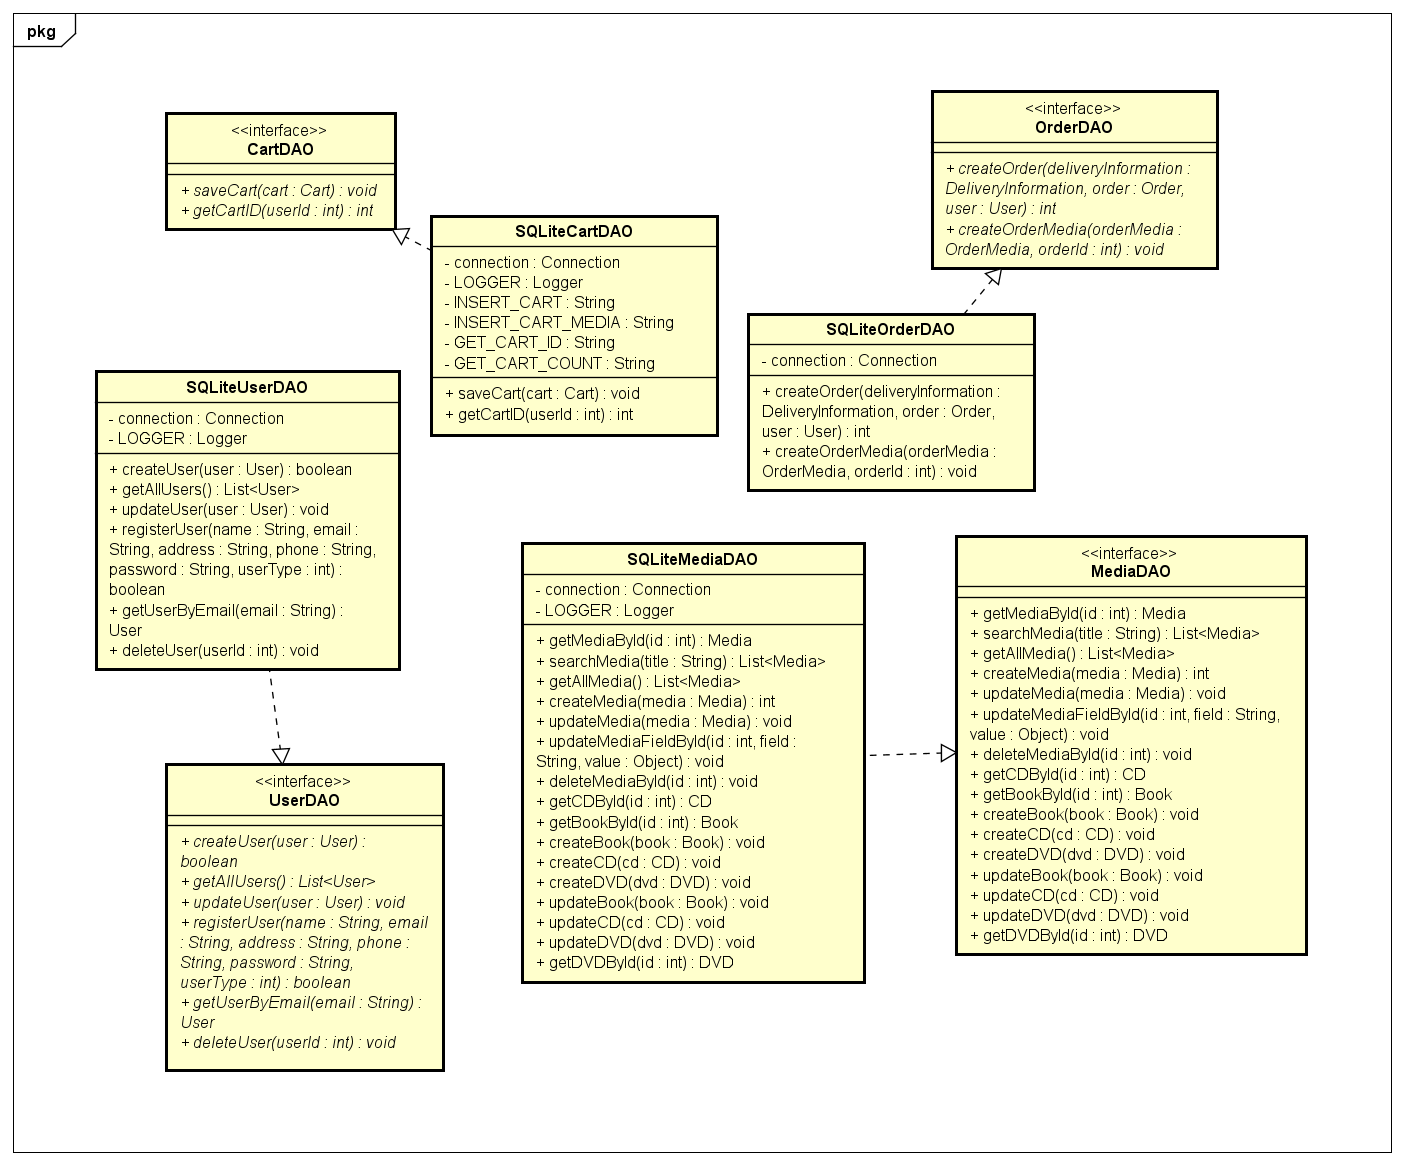 pkg
<<interface>>
CartDAO
+ saveCart(cart : Cart) : void
+ getCartID(userId : int) : int
<<interface>>
OrderDAO
+ createOrder(deliveryInformation :
DeliveryInformation, order : Order,
user : User) : int
+ createOrderMedia(orderMedia :
OrderMedia, orderId : int) : void
SQLiteCartDAO
- connection : Connection
- LOGGER : Logger
- INSERT_CART : String
- INSERT_CART_MEDIA : String
- GET_CART_ID : String
- GET_CART_COUNT : String
+ saveCart(cart : Cart) : void
+ getCartID(userId : int) : int
SQLiteOrderDAO
- connection : Connection
+ createOrder(deliveryInformation :
DeliveryInformation, order : Order,
user : User) : int
+ createOrderMedia(orderMedia :
OrderMedia, orderId : int) : void
SQLiteUserDAO
- connection : Connection
- LOGGER : Logger
+ createUser(user : User) : boolean
+ getAllUsers() : List<User>
+ updateUser(user : User) : void
+ registerUser(name : String, email :
String, address : String, phone : String,
password : String, userType : int) :
boolean
+ getUserByEmail(email : String) :
User
+ deleteUser(userId : int) : void
SQLiteMediaDAO
- connection : Connection
- LOGGER : Logger
+ getMediaById(id : int) : Media
+ searchMedia(title : String) : List<Media>
+ getAllMedia() : List<Media>
+ createMedia(media : Media) : int
+ updateMedia(media : Media) : void
+ updateMediaFieldById(id : int, field :
String, value : Object) : void
+ deleteMediaById(id : int) : void
+ getCDById(id : int) : CD
+ getBookById(id : int) : Book
+ createBook(book : Book) : void
+ createCD(cd : CD) : void
+ createDVD(dvd : DVD) : void
+ updateBook(book : Book) : void
+ updateCD(cd : CD) : void
+ updateDVD(dvd : DVD) : void
+ getDVDById(id : int) : DVD
<<interface>>
MediaDAO
+ getMediaById(id : int) : Media
+ searchMedia(title : String) : List<Media>
+ getAllMedia() : List<Media>
+ createMedia(media : Media) : int
+ updateMedia(media : Media) : void
+ updateMediaFieldById(id : int, field : String,
value : Object) : void
+ deleteMediaById(id : int) : void
+ getCDById(id : int) : CD
+ getBookById(id : int) : Book
+ createBook(book : Book) : void
+ createCD(cd : CD) : void
+ createDVD(dvd : DVD) : void
+ updateBook(book : Book) : void
+ updateCD(cd : CD) : void
+ updateDVD(dvd : DVD) : void
+ getDVDById(id : int) : DVD
<<interface>>
UserDAO
+ createUser(user : User) :
boolean
+ getAllUsers() : List<User>
+ updateUser(user : User) : void
+ registerUser(name : String, email
: String, address : String, phone :
String, password : String,
userType : int) : boolean
+ getUserByEmail(email : String) :
User
+ deleteUser(userId : int) : void